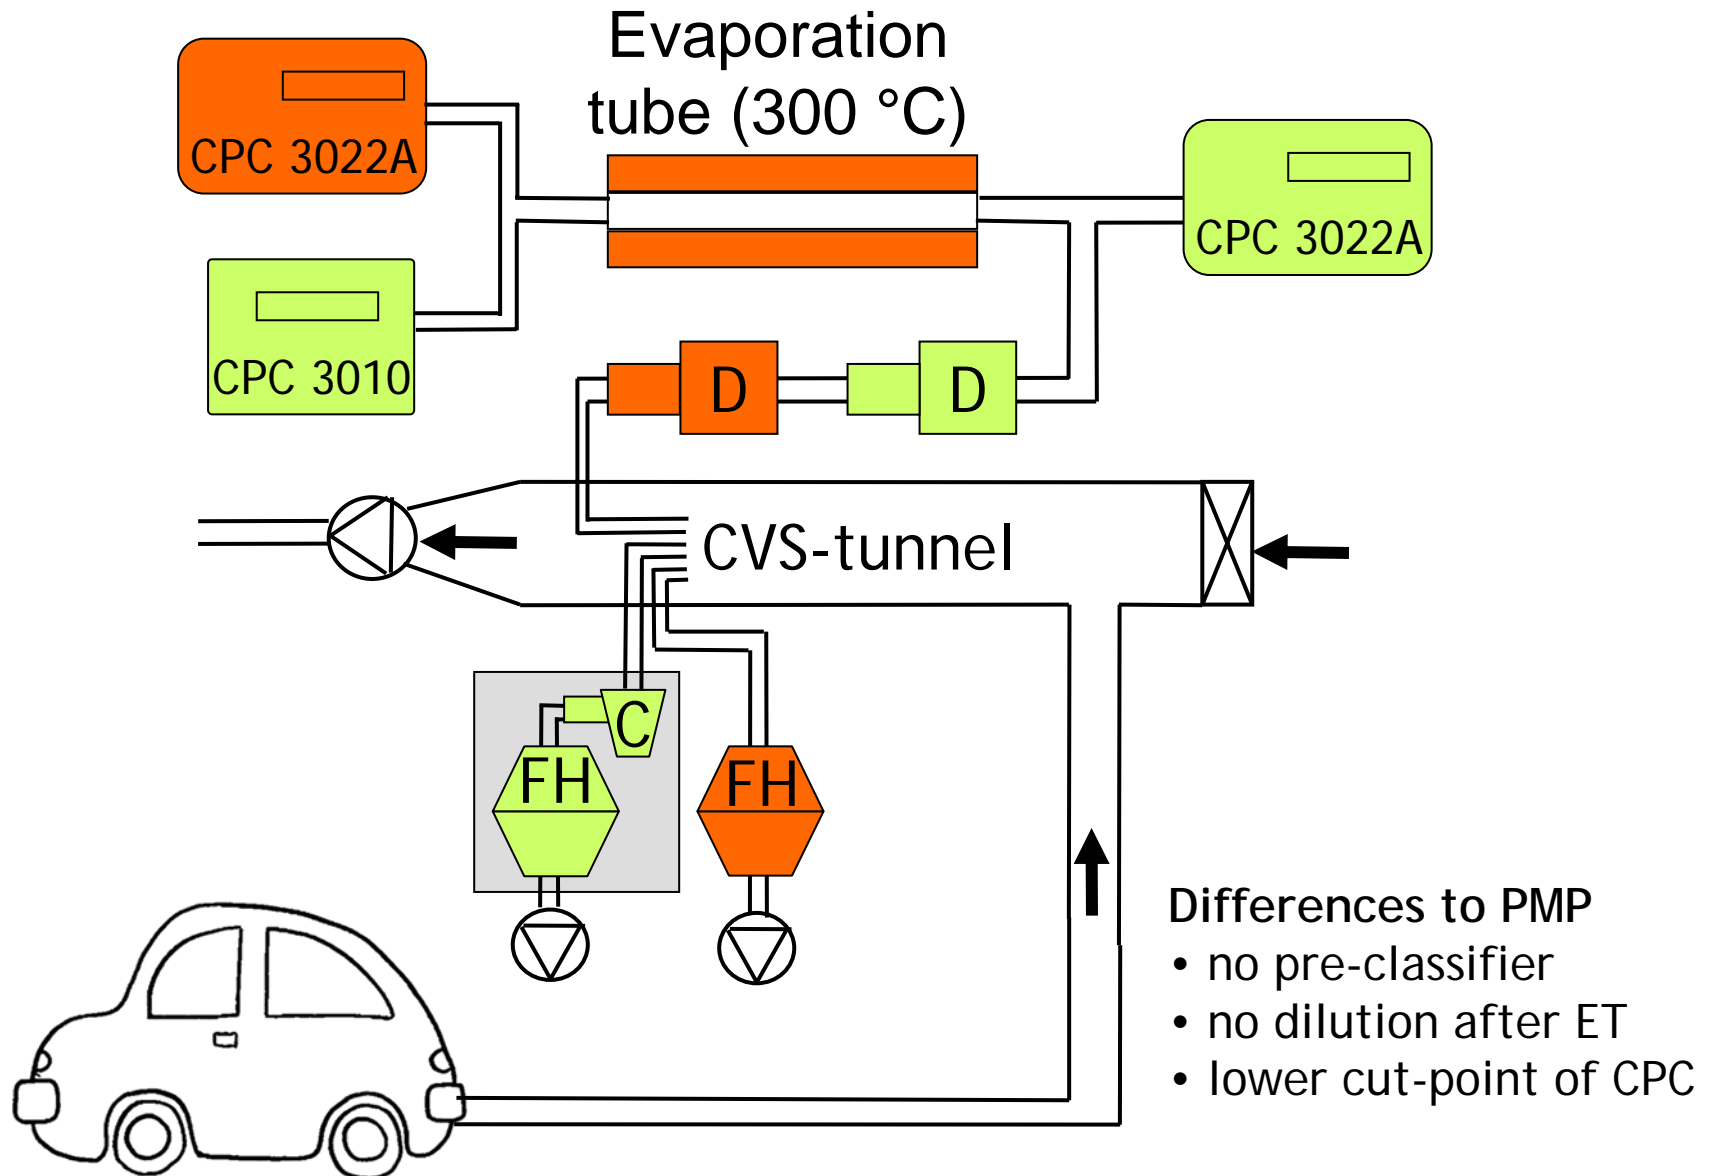 Evaporation
tube (300 °C)
CPC 3022A
CPC 3022A
CPC 3010
D
D
CVS-tunnel
C
FH
FH
Differences to PMP
• no pre-classifier
• no dilution after ET
• lower cut-point of CPC